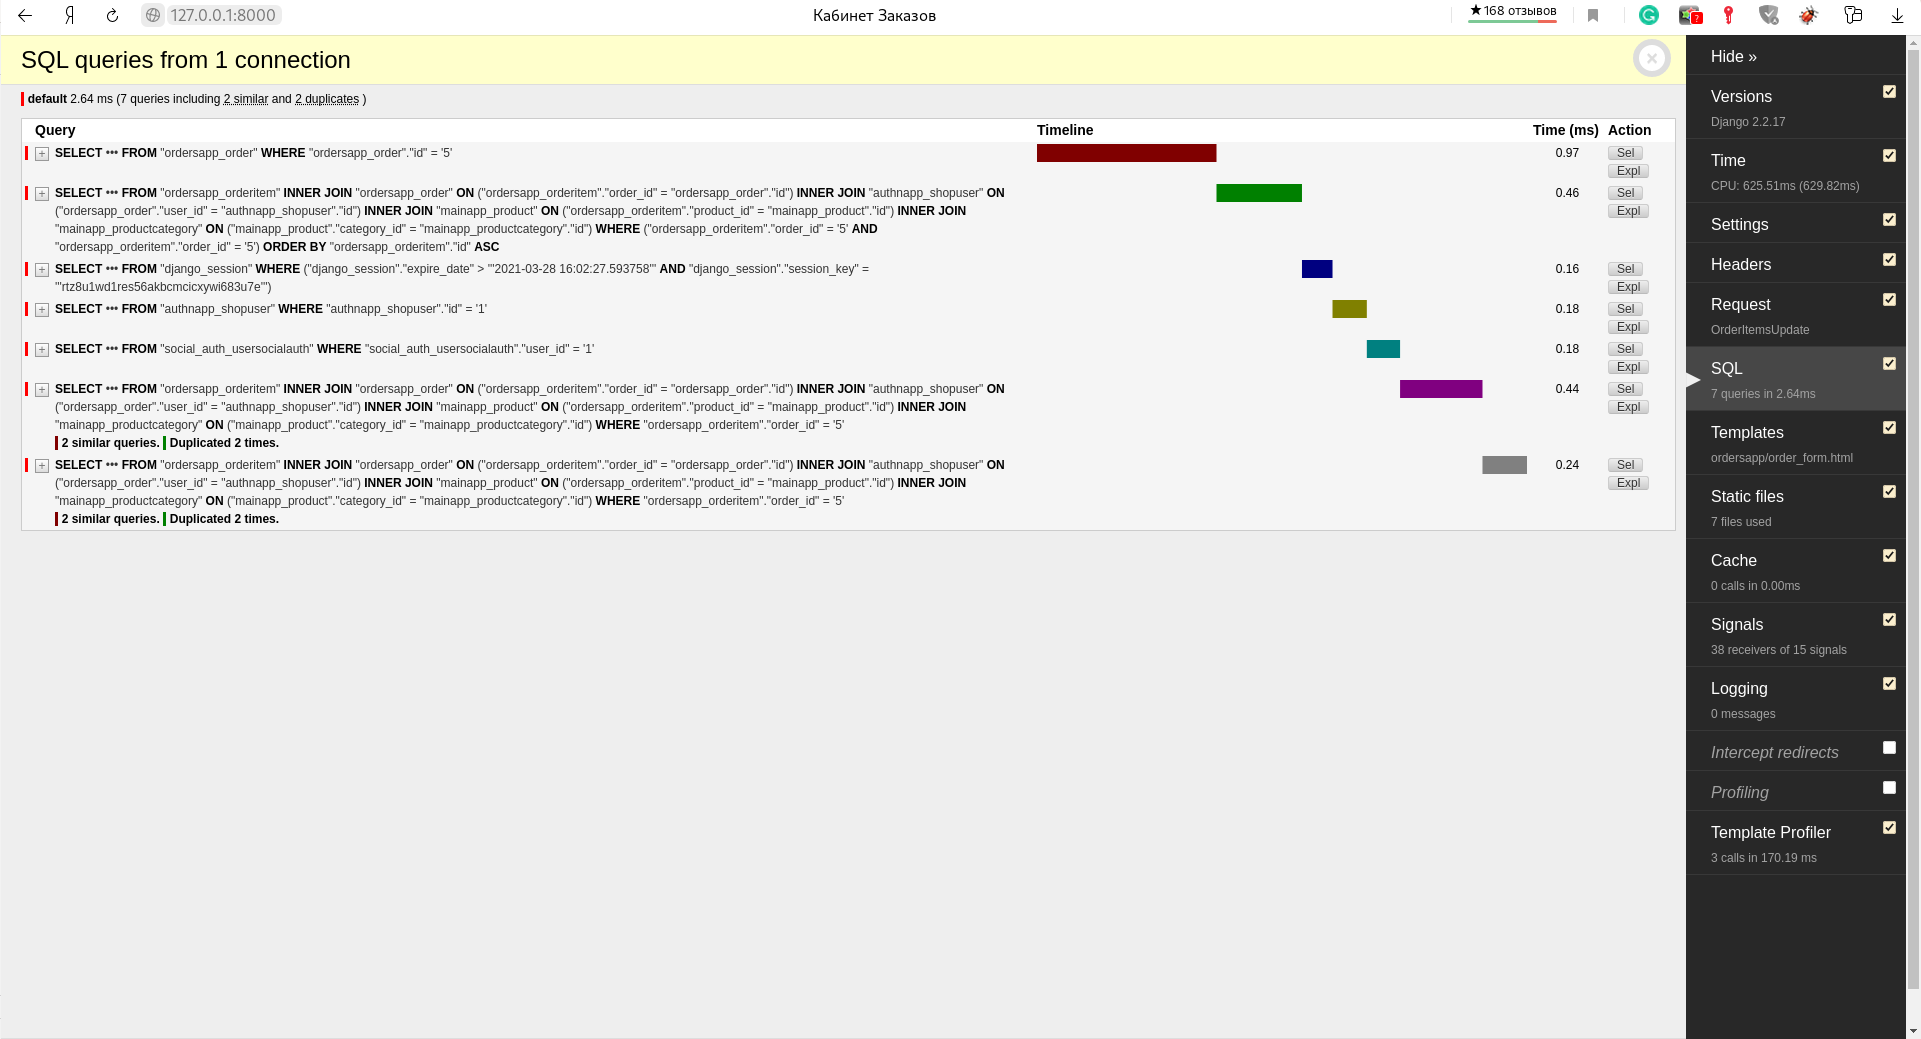 127.0.0.1:8000 Кабинет Заказов ★168 отзывов
SQL queries from 1 connection
default 2.64 ms (7 queries including 2 similar and 2 duplicates )
Query Timeline Time (ms) Action
SELECT ••• FROM "ordersapp_order" WHERE "ordersapp_order"."id" = '5' 0.97 Sel
Expl
SELECT ••• FROM "ordersapp_orderitem" INNER JOIN "ordersapp_order" ON ("ordersapp_orderitem"."order_id" = "ordersapp_order"."id") INNER JOIN "authnapp_shopuser" ON 0.46 Sel
("ordersapp_order"."user_id" = "authnapp_shopuser"."id") INNER JOIN "mainapp_product" ON ("ordersapp_orderitem"."product_id" = "mainapp_product"."id") INNER JOIN Expl
"mainapp_productcategory" ON ("mainapp_product"."category_id" = "mainapp_productcategory"."id") WHERE ("ordersapp_orderitem"."order_id" = '5' AND
"ordersapp_orderitem"."order_id" = '5') ORDER BY "ordersapp_orderitem"."id" ASC
SELECT ••• FROM "django_session" WHERE ("django_session"."expire_date" > '"2021-03-28 16:02:27.593758"' AND "django_session"."session_key" = 0.16 Sel
'"rtz8u1wd1res56akbcmcicxywi683u7e"') Expl
SELECT ••• FROM "authnapp_shopuser" WHERE "authnapp_shopuser"."id" = '1' 0.18 Sel
Expl
SELECT ••• FROM "social_auth_usersocialauth" WHERE "social_auth_usersocialauth"."user_id" = '1' 0.18 Sel
Expl
SELECT ••• FROM "ordersapp_orderitem" INNER JOIN "ordersapp_order" ON ("ordersapp_orderitem"."order_id" = "ordersapp_order"."id") INNER JOIN "authnapp_shopuser" ON 0.44 Sel
("ordersapp_order"."user_id" = "authnapp_shopuser"."id") INNER JOIN "mainapp_product" ON ("ordersapp_orderitem"."product_id" = "mainapp_product"."id") INNER JOIN Expl
"mainapp_productcategory" ON ("mainapp_product"."category_id" = "mainapp_productcategory"."id") WHERE "ordersapp_orderitem"."order_id" = '5'
2 similar queries. Duplicated 2 times.
SELECT ••• FROM "ordersapp_orderitem" INNER JOIN "ordersapp_order" ON ("ordersapp_orderitem"."order_id" = "ordersapp_order"."id") INNER JOIN "authnapp_shopuser" ON 0.24 Sel
("ordersapp_order"."user_id" = "authnapp_shopuser"."id") INNER JOIN "mainapp_product" ON ("ordersapp_orderitem"."product_id" = "mainapp_product"."id") INNER JOIN Expl
"mainapp_productcategory" ON ("mainapp_product"."category_id" = "mainapp_productcategory"."id") WHERE "ordersapp_orderitem"."order_id" = '5'
2 similar queries. Duplicated 2 times.
Hide »
Versions
Django 2.2.17
Time
CPU: 625.51ms (629.82ms)
Settings
Headers
Request
OrderItemsUpdate
SQL
7 queries in 2.64ms
Templates
ordersapp/order_form.html
Static files
7 files used
Cache
0 calls in 0.00ms
Signals
38 receivers of 15 signals
Logging
0 messages
Intercept redirects
Profiling
Template Profiler
3 calls in 170.19 ms